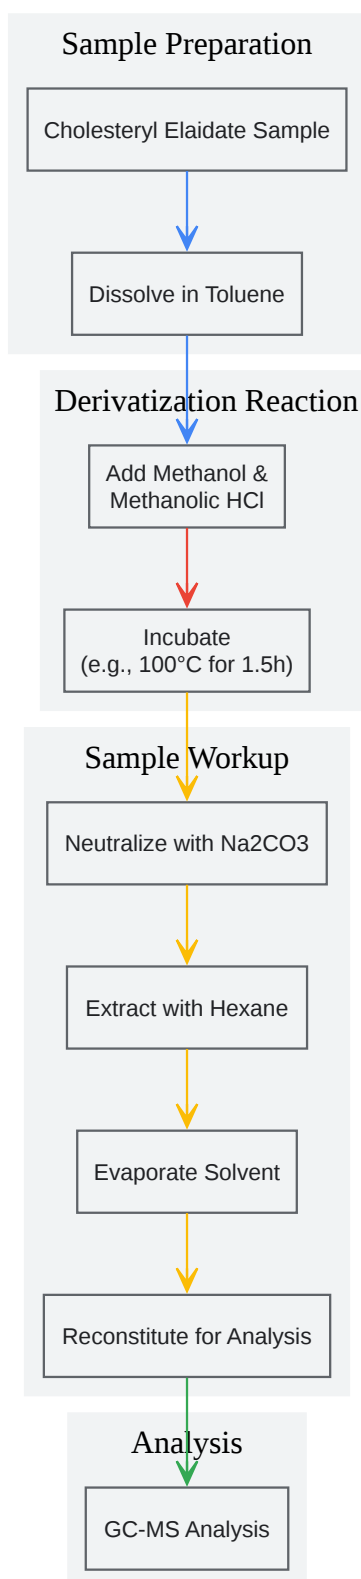 Sample Preparation
Cholesteryl Elaidate Sample
Dissolve in Toluene
Derivatization Reaction
Add Methanol &
Methanolic HCl
Incubate
(e.g., 100°C for 1.5h)
Sample Workup
Neutralize with Na2CO3
Extract with Hexane
Evaporate Solvent
Reconstitute for Analysis
Analysis
GC-MS Analysis